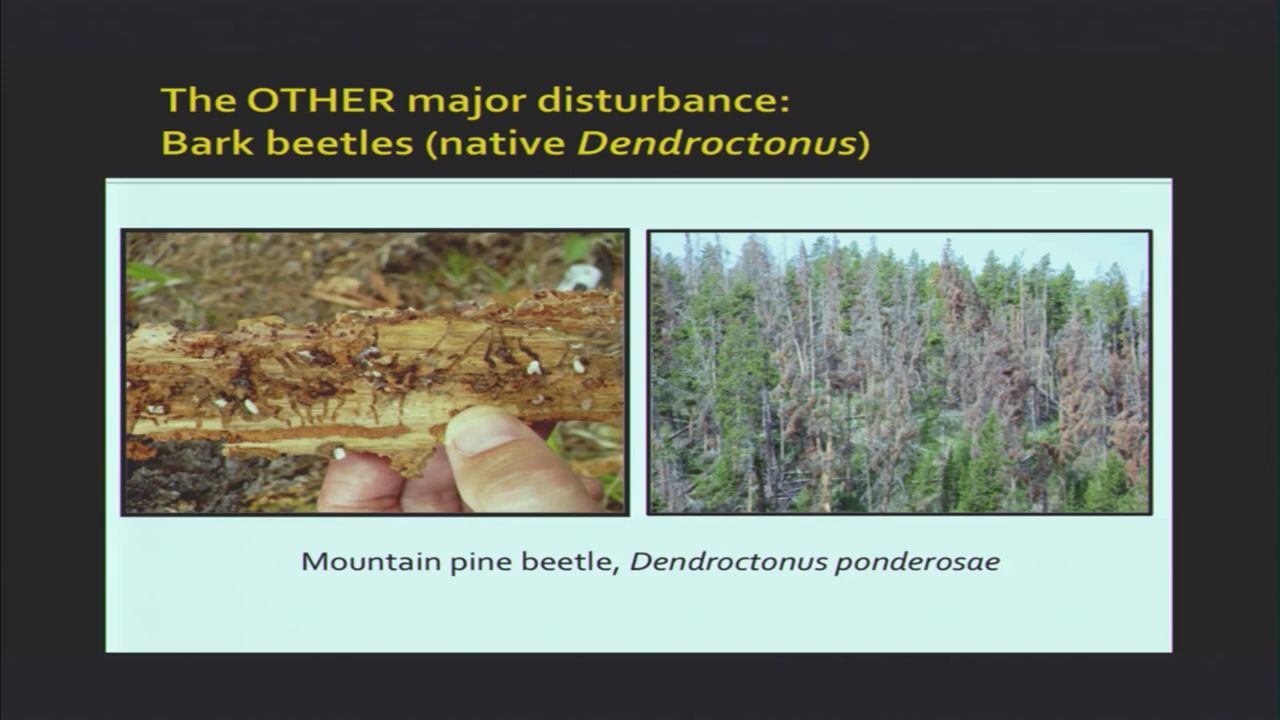 The OTHER major disturbance:
Bark beetles (native Dendroctonus)
Mountain pine beetle, Dendroctonus ponderosae